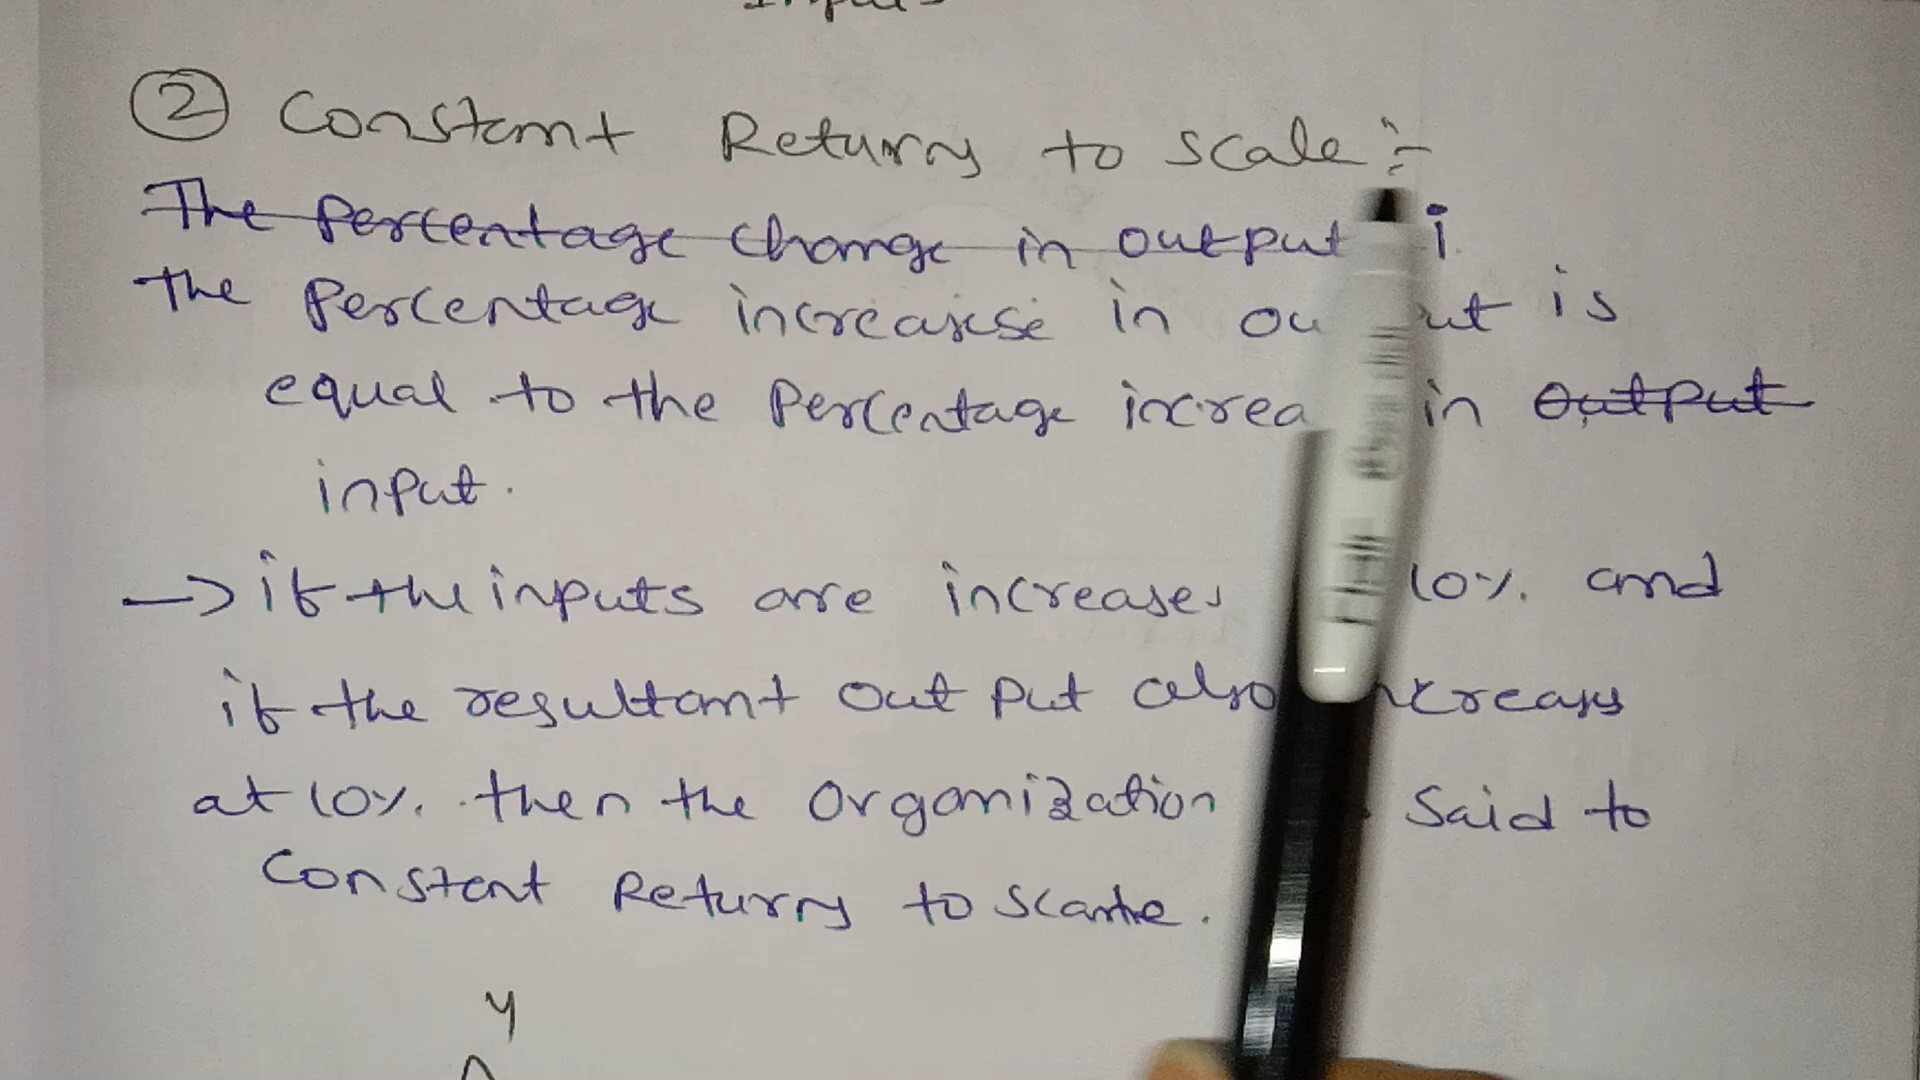 ② Constant Returns to scale :-
The percentage change in output i
The Percentage increase in ou ut is
equal to the Percentage increa in output
input.
→ if the inputs are increases 10%. and
if the resultant out put also ncreases
at 10%. then the Organization Said to
Constant Returns to Scale.
y